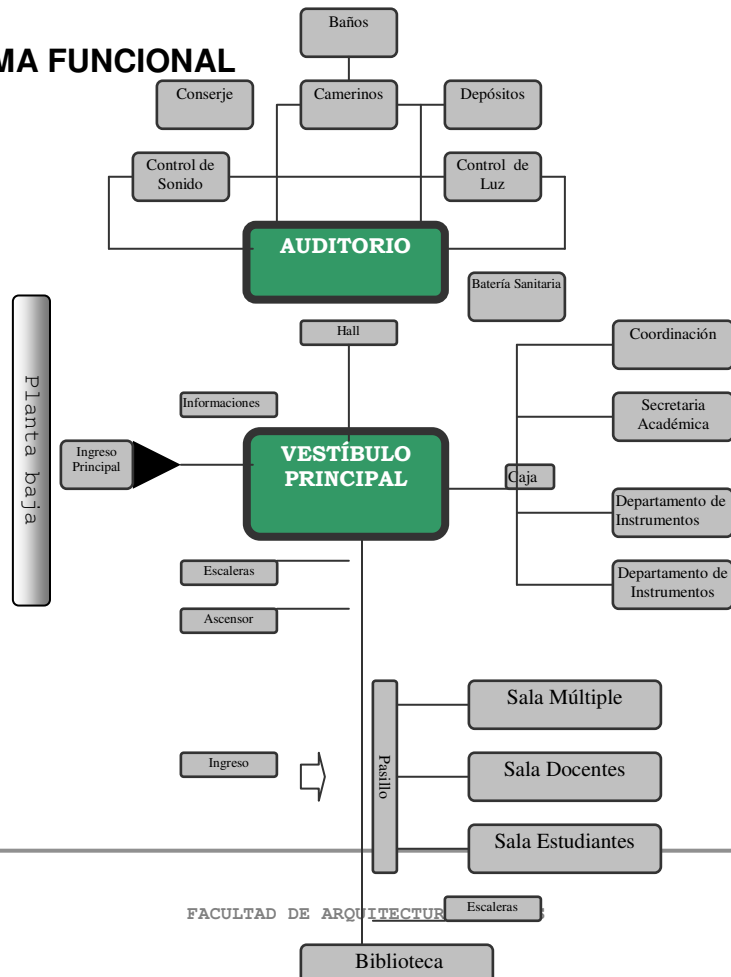 Baños
MA FUNCIONAL
Conserje
Camerinos
Depósitos
Control de
Sonido
Control de
Luz
AUDITORIO
Batería Sanitaria
Hall
Coordinación
Planta baja
Informaciones
Secretaria
Académica
Ingreso
Principal
VESTÍBULO
PRINCIPAL
Caja
Departamento de
Instrumentos
Escaleras
Departamento de
Instrumentos
Ascensor
Sala Múltiple
Ingreso
Pasillo
Sala Docentes
Sala Estudiantes
Escaleras
FACULTAD DE
Biblioteca